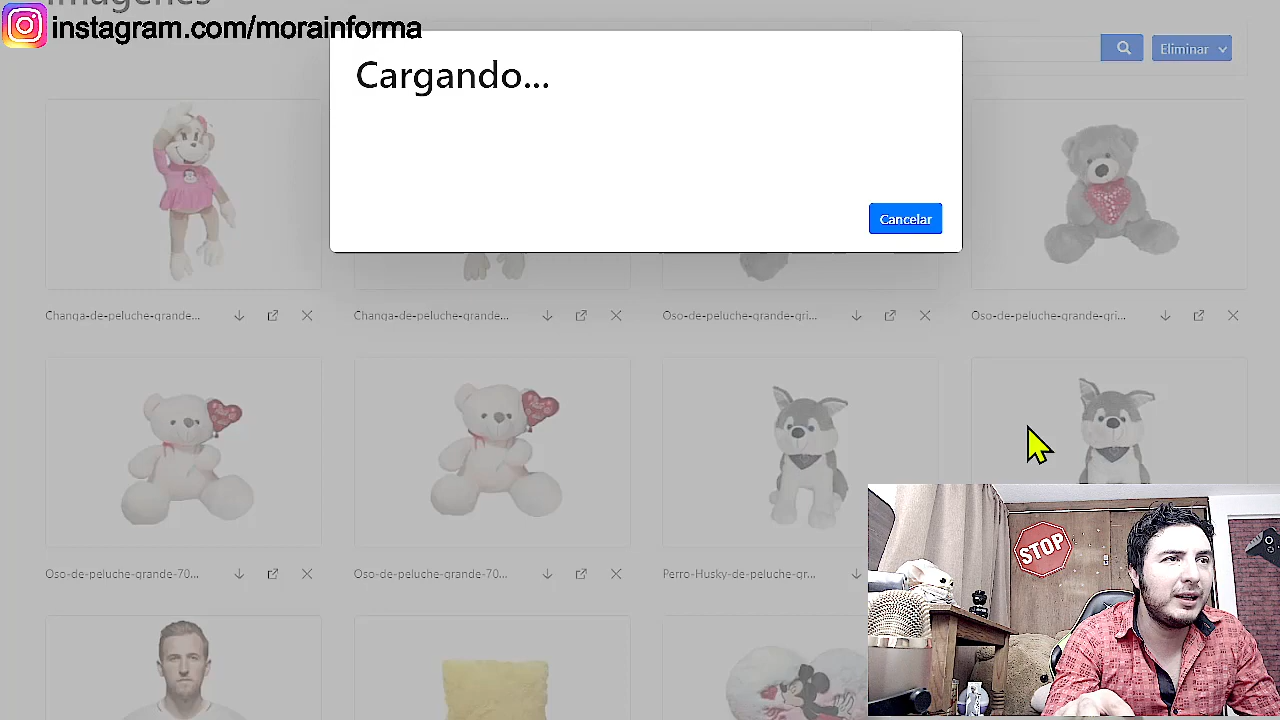 Imágenes
instagram.com/morainforma
Eliminar
Cargando...
Cancelar
Changa-de-peluche-grande...
Changa-de-peluche-grande...
Oso-de-peluche-grande-gri...
Oso-de-peluche-grande-gri...
Oso-de-peluche-grande-70...
Oso-de-peluche-grande-70...
Perro-Husky-de-peluche-gr...
STOP